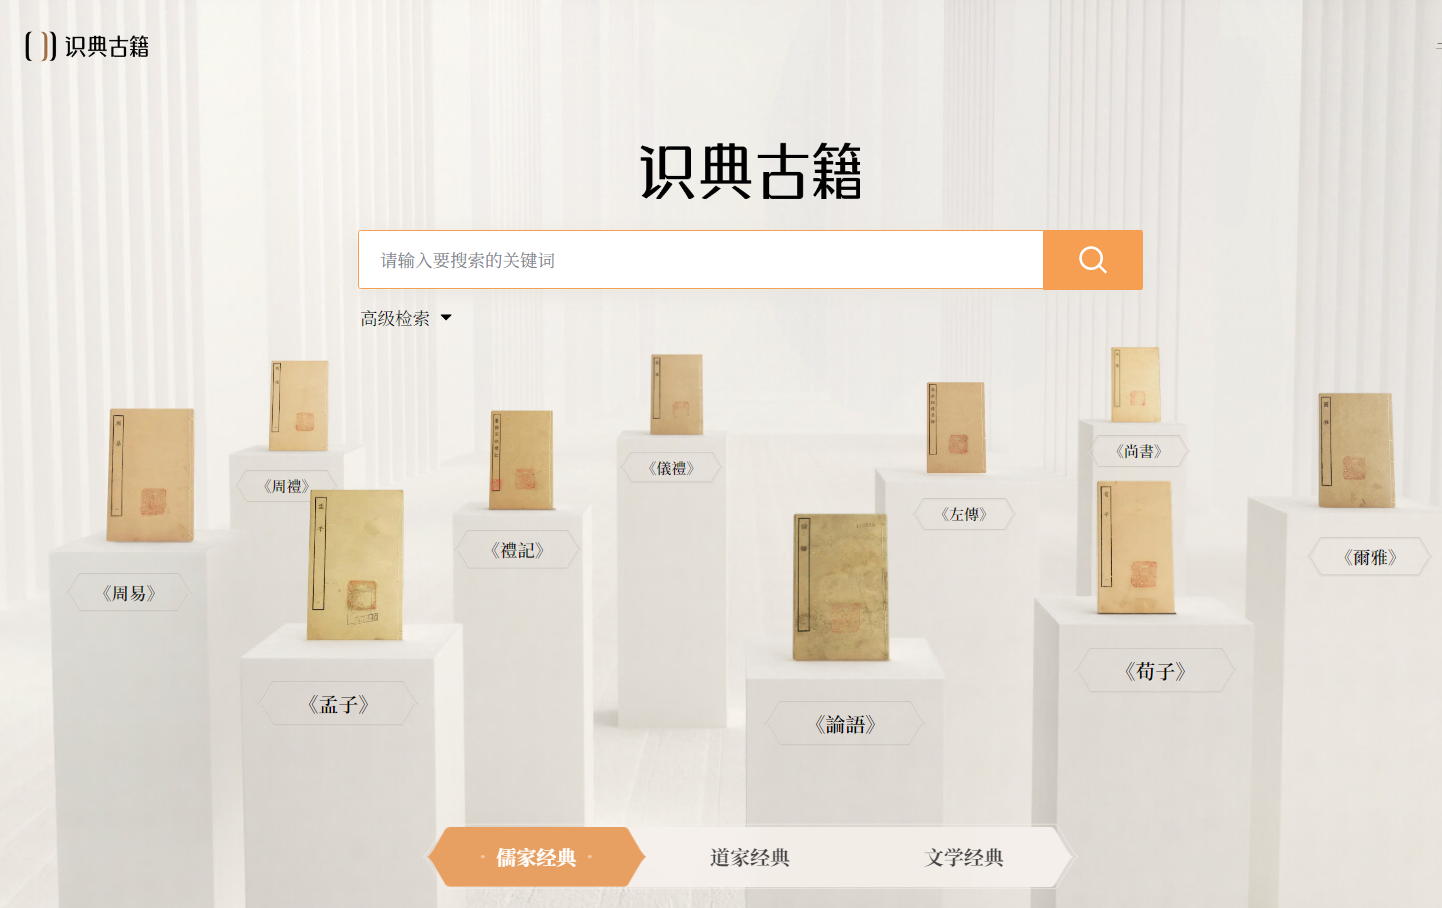 识典古籍
识典古籍
请输入要搜索的关键词
高级检索
《周禮》
《儀禮》
《尚書》
《左傳》
《禮記》
《爾雅》
《周易》
《荀子》
《孟子》
《論語》
儒家经典
道家经典
文学经典